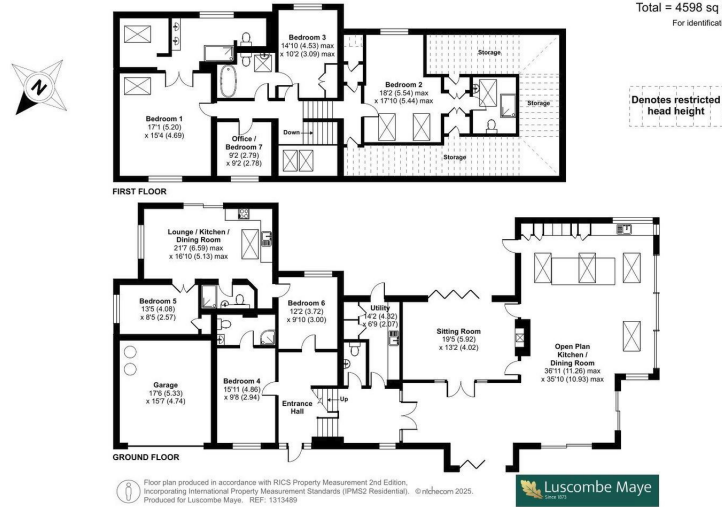 Total = 4598 sq
For identificat
Denotes restricted
head height
N
Bedroom 3
14'10 (4.53) max
x 10'2 (3.09) max
Storage
Bedroom 2
18'2 (5.54) max
x 17'10 (5.44) max
Storage
Bedroom 1
17'1 (5.20)
x 15'4 (4.69)
Office /
Bedroom 7
9'2 (2.79)
x 9'2 (2.78)
Down
Storage
FIRST FLOOR
Lounge / Kitchen /
Dining Room
21'7 (6.59) max
x 16'10 (5.13) max
Bedroom 5
13'5 (4.08)
x 8'5 (2.57)
Bedroom 6
12'2 (3.72)
x 9'10 (3.00)
Utility
14'2 (4.32)
x 6'9 (2.07)
Sitting Room
19'5 (5.92)
x 13'2 (4.02)
Open Plan
Kitchen /
Dining Room
36'11 (11.26) max
x 35'10 (10.93) max
Garage
17'6 (5.33)
x 15'7 (4.74)
Bedroom 4
15'11 (4.86)
x 9'8 (2.94)
Entrance
Hall
Up
GROUND FLOOR
Floor plan produced in accordance with RICS Property Measurement 2nd Edition,
Incorporating International Property Measurement Standards (IPMS2 Residential). © ntchecom 2025.
Produced for Luscombe Maye. REF: 1313489
Luscombe Maye
Since 1873